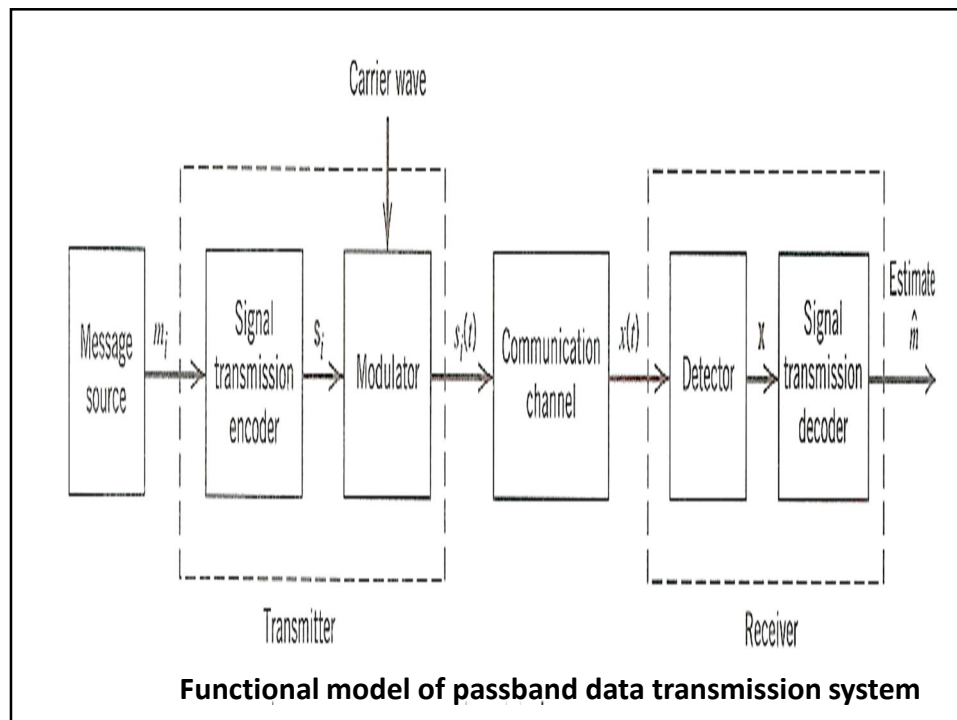 Carrier wave
Message
source
m_i
Signal
transmission
encoder
s_i
Modulator
s_i(t)
Communication
channel
x(t)
Detector
x
Signal
transmission
decoder
Estimate
m̂
Transmitter
Receiver
Functional model of passband data transmission system